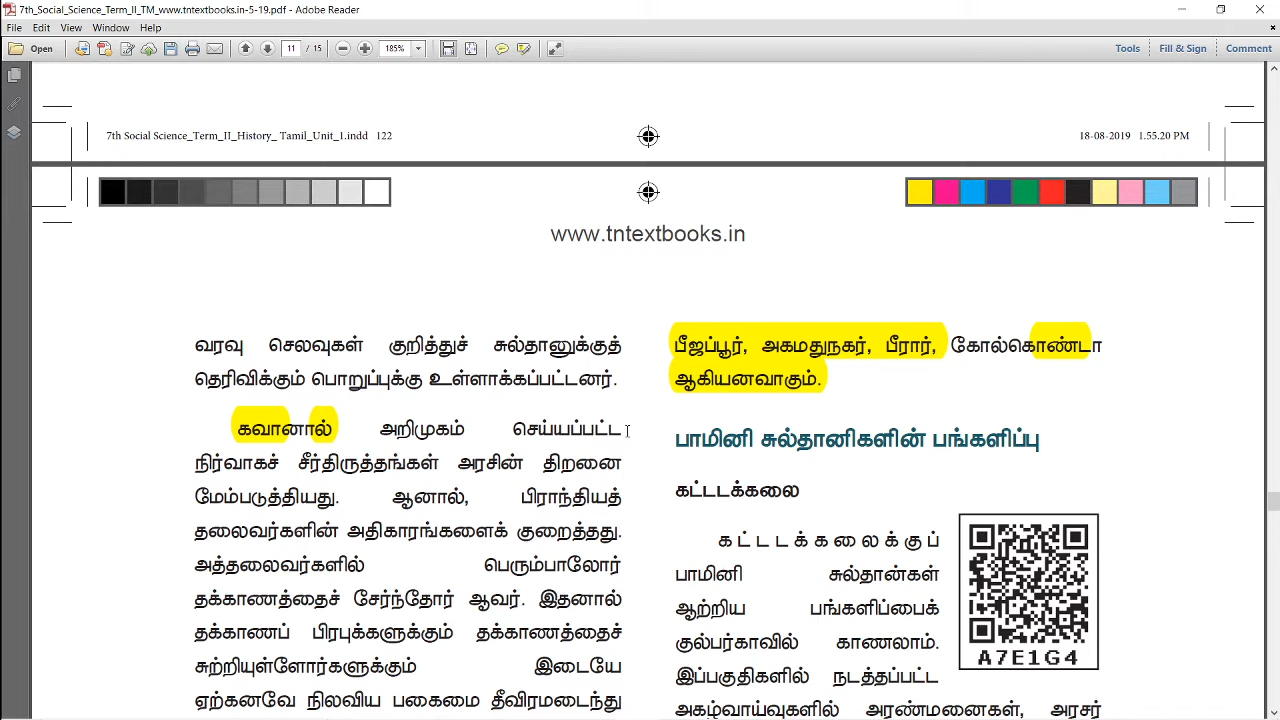 7th_Social_Science_Term_II_TM_www.tntextbooks.in-5-19.pdf - Adobe Reader
File Edit View Window Help
Open 11 / 15 185% Tools Fill & Sign Comment
7th Social Science_Term_II_History_ Tamil_Unit_1.indd 122 18-08-2019 1.55.20 PM
www.tntextbooks.in
வரவு செலவுகள் குறித்துச் சுல்தானுக்குத்
தெரிவிக்கும் பொறுப்புக்கு உள்ளாக்கப்பட்டனர்.
கவானால் அறிமுகம் செய்யப்பட்ட
நிர்வாகச் சீர்திருத்தங்கள் அரசின் திறனை
மேம்படுத்தியது. ஆனால், பிராந்தியத்
தலைவர்களின் அதிகாரங்களைக் குறைத்தது.
அத்தலைவர்களில் பெரும்பாலோர்
தக்காணத்தைச் சேர்ந்தோர் ஆவர். இதனால்
தக்காணப் பிரபுக்களுக்கும் தக்காணத்தைச்
சுற்றியுள்ளோர்களுக்கும் இடையே
ஏற்கனவே நிலவிய பகைமை தீவிரமடைந்து
பீஜப்பூர், அகமதுநகர், பீரார், கோல்கொண்டா
ஆகியனவாகும்.
பாமினி சுல்தானிகளின் பங்களிப்பு
கட்டடக்கலை
கட்டடக்கலைக்குப்
பாமினி சுல்தான்கள்
ஆற்றிய பங்களிப்பைக்
குல்பர்காவில் காணலாம்.
இப்பகுதிகளில் நடத்தப்பட்ட
அகழ்வாய்வுகளில் அரண்மனைகள், அரசர்
A7E1G4